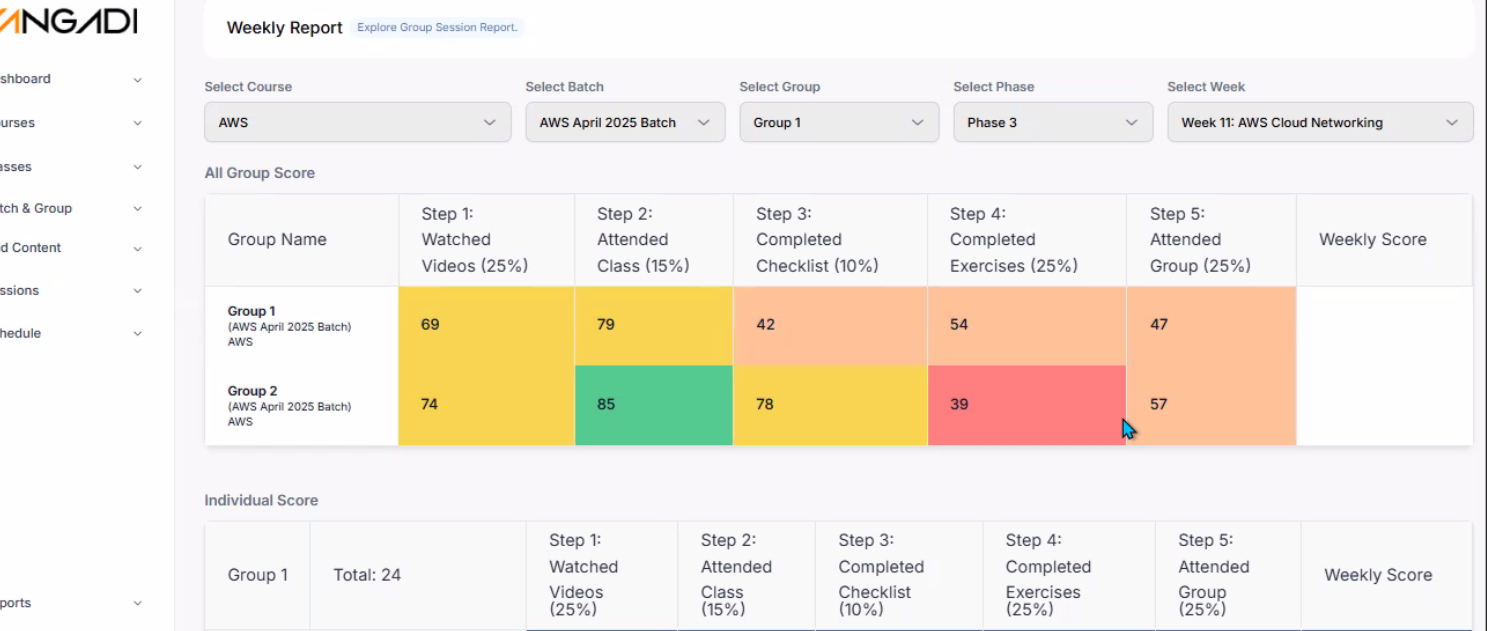 ANGADI
Weekly Report Explore Group Session Report.
shboard
urses
asses
tch & Group
d Content
ssions
hedule
ports
Select Course Select Batch Select Group Select Phase Select Week
AWS AWS April 2025 Batch Group 1 Phase 3 Week 11: AWS Cloud Networking
All Group Score
Group Name
Step 1:
Watched
Videos (25%)
Step 2:
Attended
Class (15%)
Step 3:
Completed
Checklist (10%)
Step 4:
Completed
Exercises (25%)
Step 5:
Attended
Group (25%)
Weekly Score
Group 1
(AWS April 2025 Batch)
AWS
69 79 42 54 47
Group 2
(AWS April 2025 Batch)
AWS
74 85 78 39 57
Individual Score
Group 1 Total: 24
Step 1:
Watched
Videos
(25%)
Step 2:
Attended
Class
(15%)
Step 3:
Completed
Checklist
(10%)
Step 4:
Completed
Exercises
(25%)
Step 5:
Attended
Group
(25%)
Weekly Score